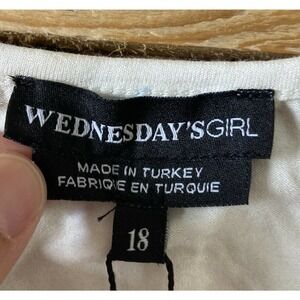 WEDNESDAY'SGIRL
MADE IN TURKEY
FABRIQUE EN TURQUIE
18